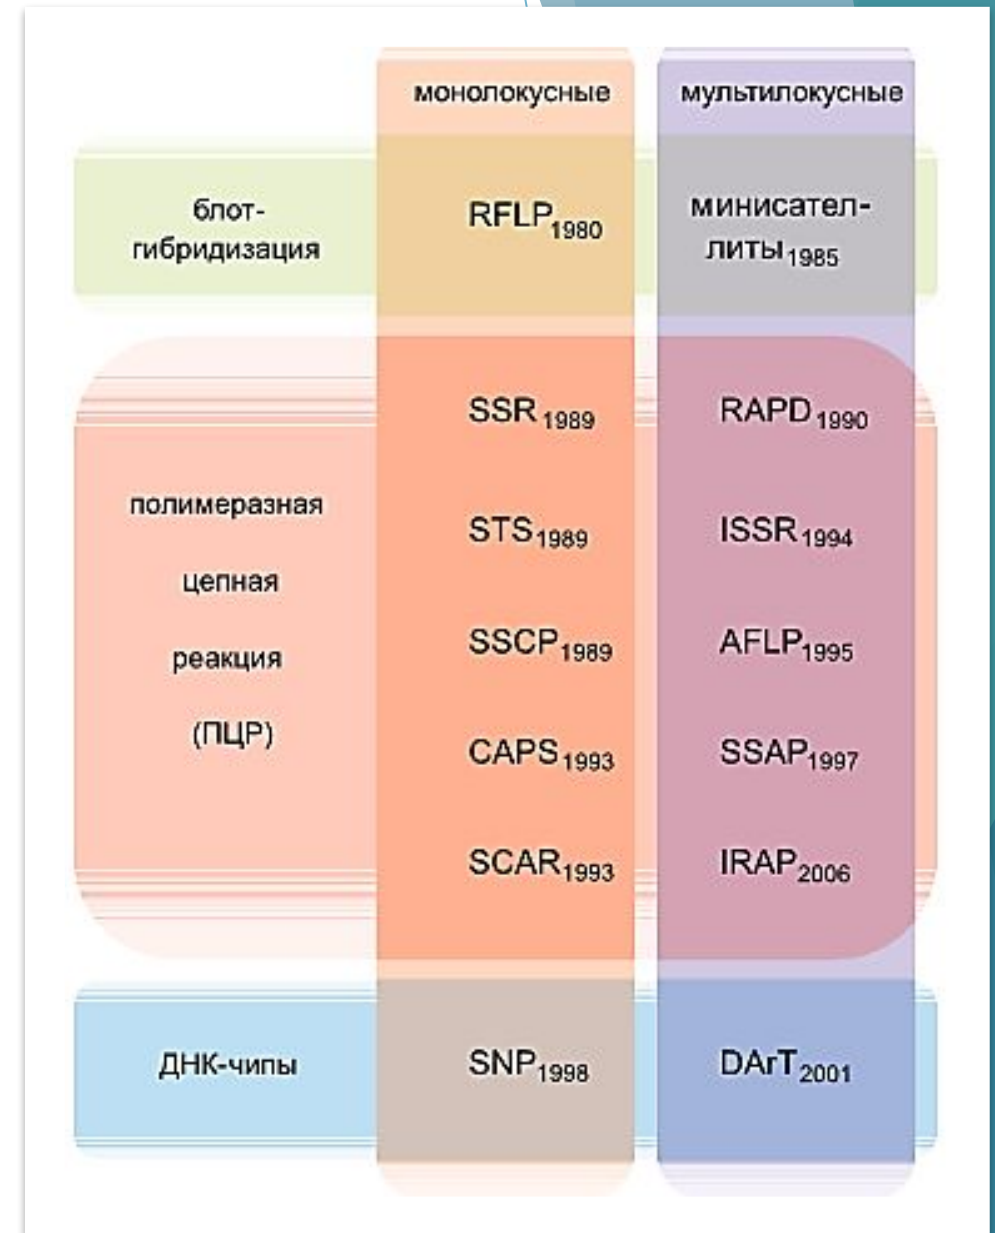 монолокусные мультилокусные
блот-
гибридизация
RFLP1980
минисател-
литы1985
полимеразная
цепная
реакция
(ПЦР)
SSR1989 RAPD1990
STS1989 ISSR1994
SSCP1989 AFLP1995
CAPS1993 SSAP1997
SCAR1993 IRAP2006
ДНК-чипы SNP1998 DArT2001